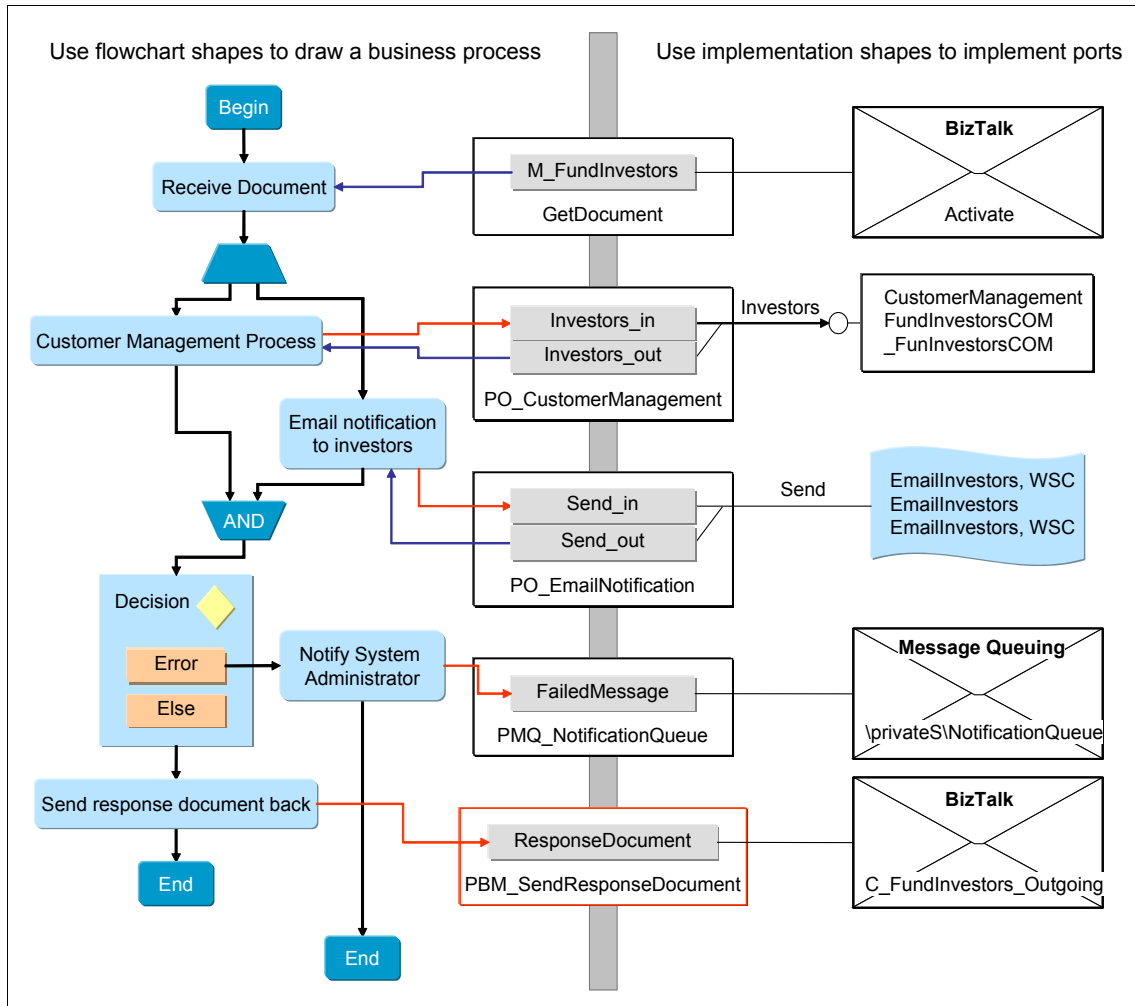 Use flowchart shapes to draw a business process
Use implementation shapes to implement ports
Begin
Receive Document
M_FundInvestors
GetDocument
BizTalk
Activate
Customer Management Process
Investors_in
Investors_out
PO_CustomerManagement
Investors
CustomerManagement
FundInvestorsCOM
_FunInvestorsCOM
Email notification
to investors
AND
Send_in
Send_out
PO_EmailNotification
Send
EmailInvestors, WSC
EmailInvestors
EmailInvestors, WSC
Decision
Error
Else
Notify System
Administrator
FailedMessage
PMQ_NotificationQueue
Message Queuing
\privateS\NotificationQueue
Send response document back
ResponseDocument
PBM_SendResponseDocument
BizTalk
C_FundInvestors_Outgoing
End
End